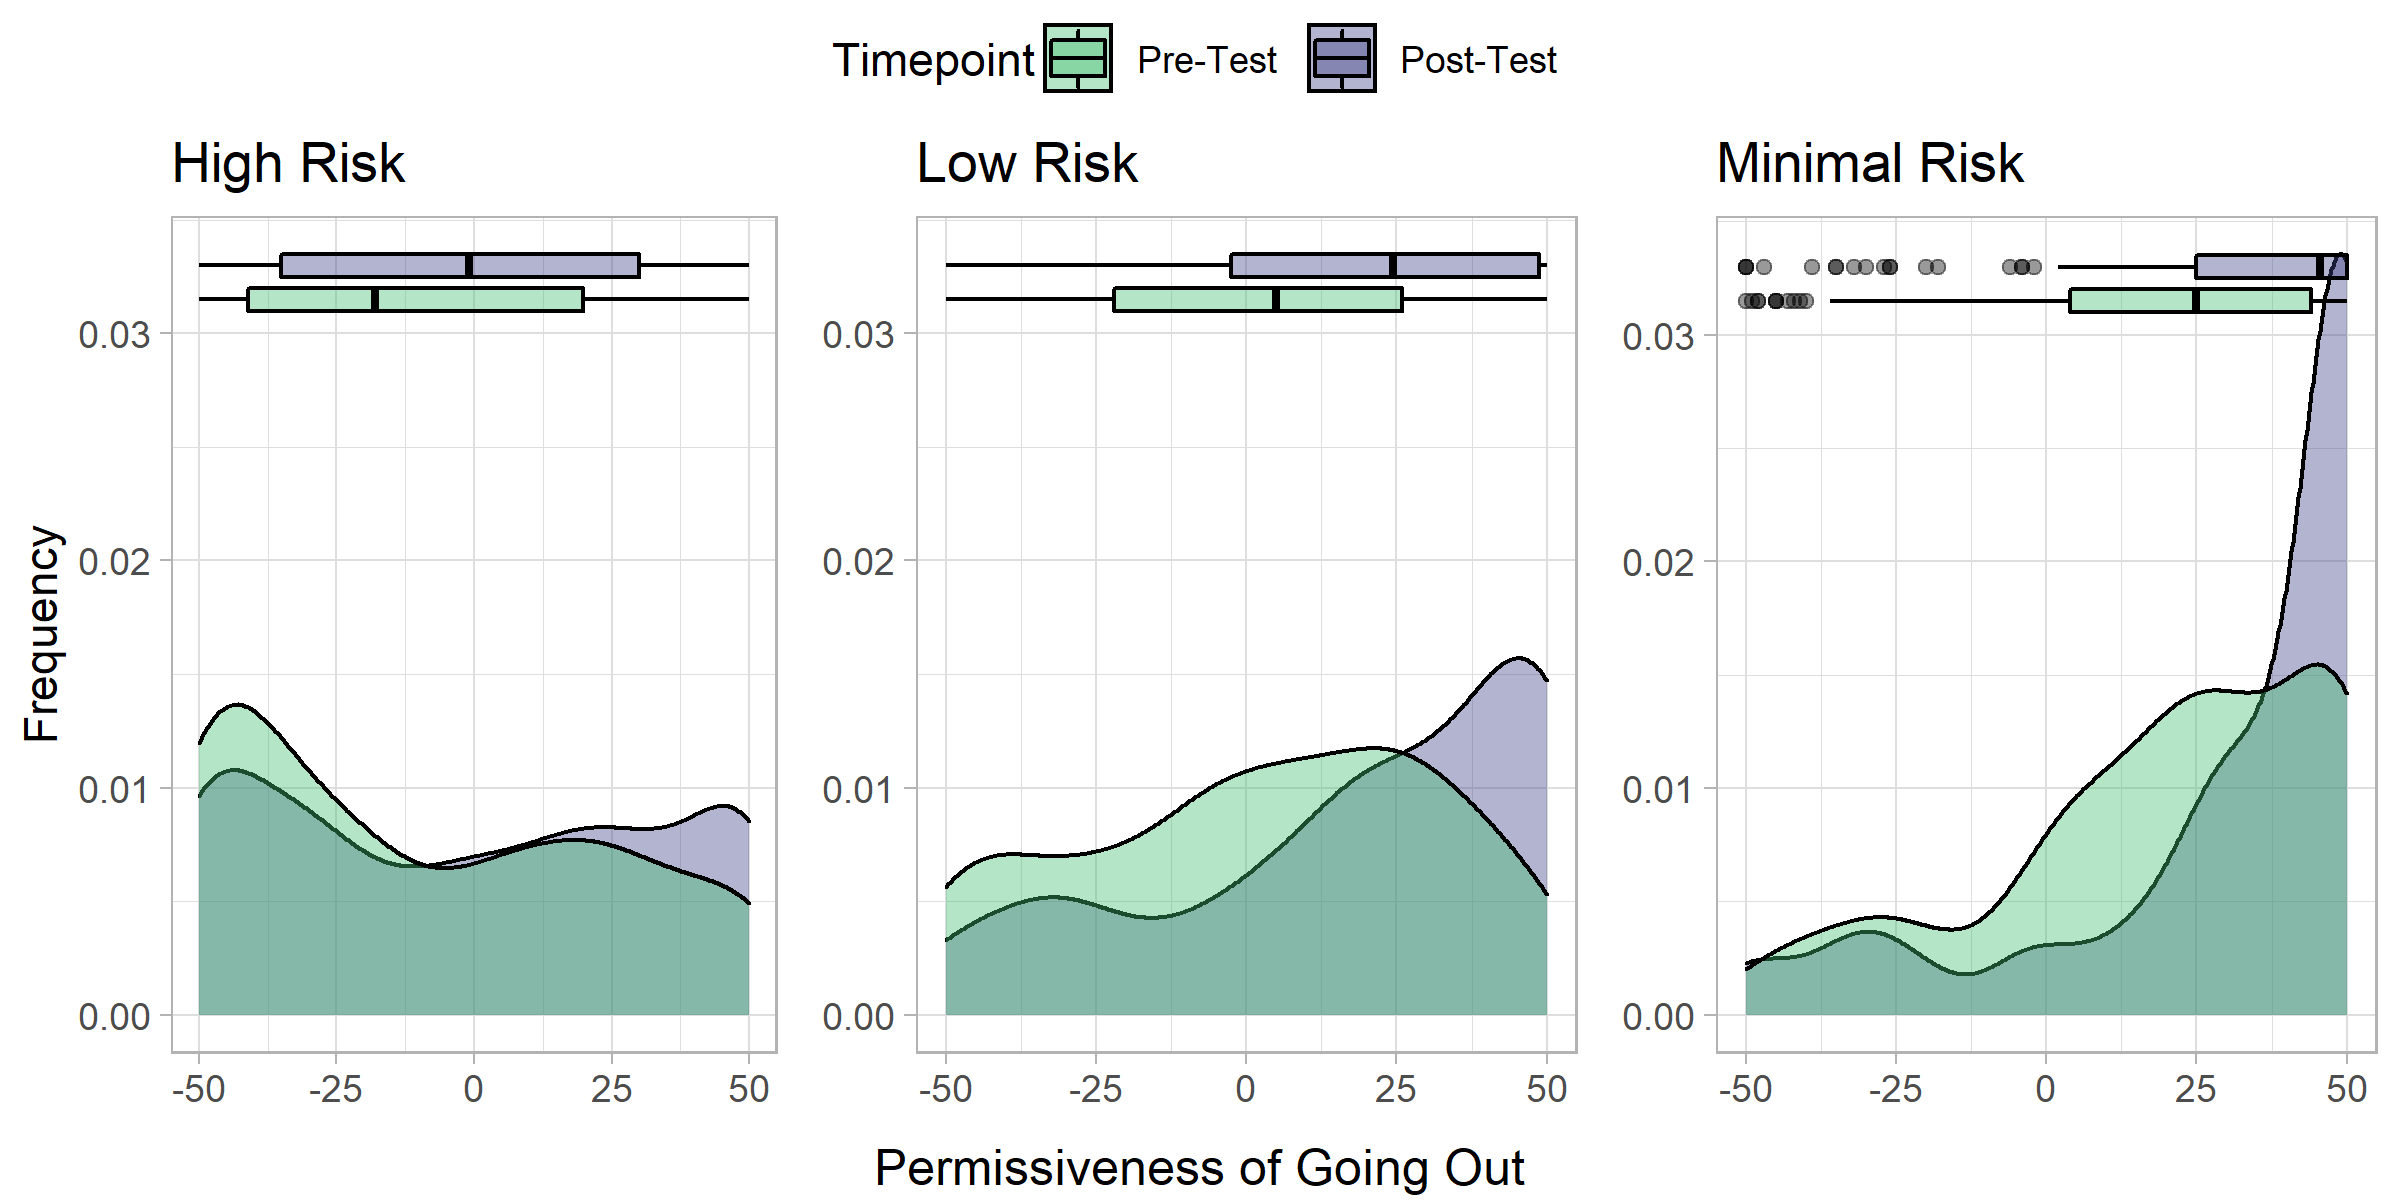 Timepoint Pre-Test Post-Test
High Risk Low Risk Minimal Risk
Frequency
0.03
0.02
0.01
0.00
-50 -25 0 25 50
0.03
0.02
0.01
0.00
-50 -25 0 25 50
0.03
0.02
0.01
0.00
-50 -25 0 25 50
Permissiveness of Going Out